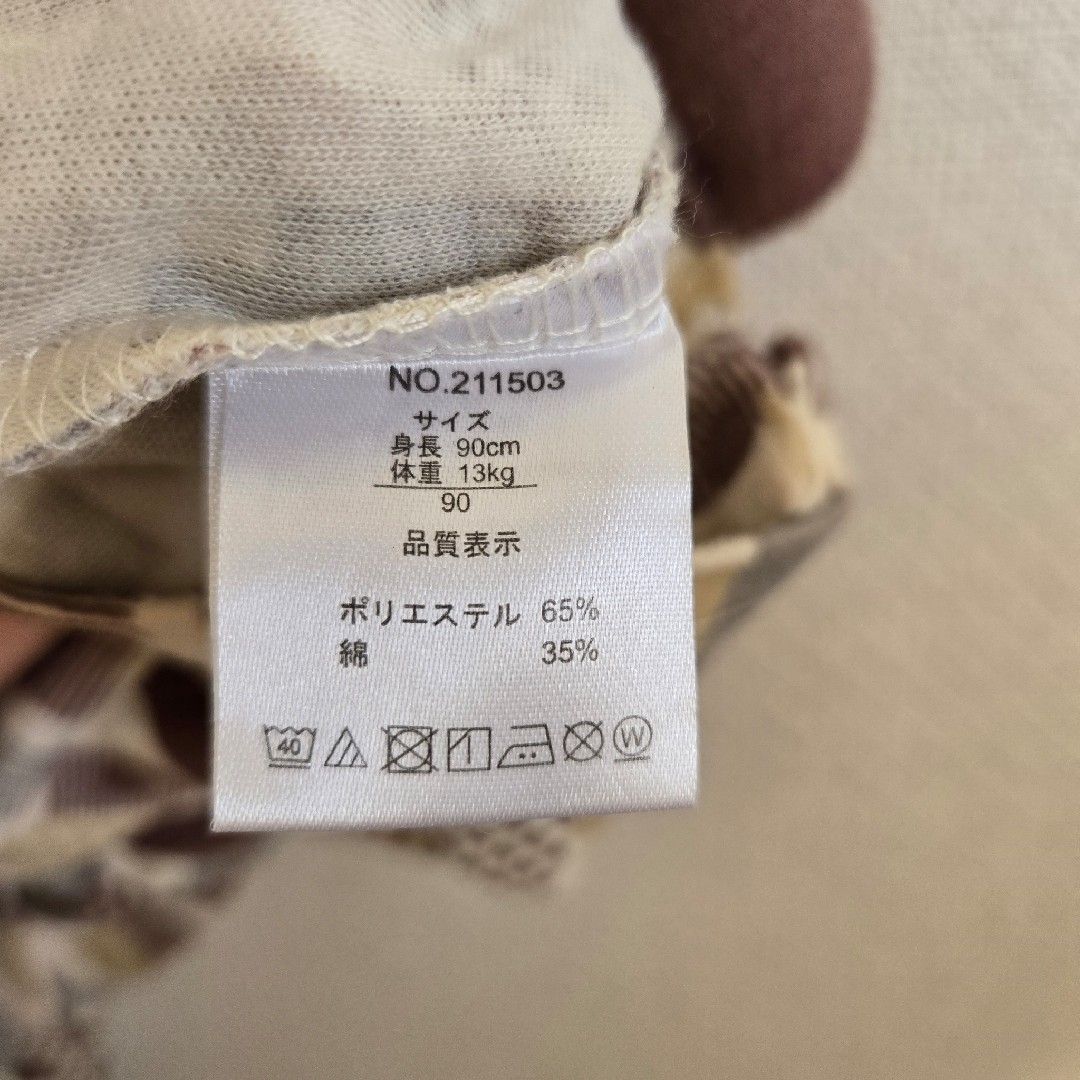 NO.211503
サイズ
身長 90cm
体重 13kg
90
品質表示
ポリエステル 65%
綿 35%
40 W